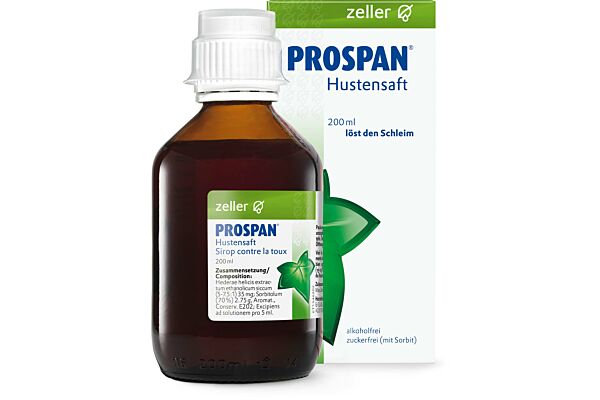 zeller
PROSPAN®
Hustensaft
200 ml
löst den Schleim
alkoholfrei
zuckerfrei (mit Sorbit)
zeller
PROSPAN®
Hustensaft
Sirop contre la toux
200 ml
Zusammensetzung/
Composition:
Hederae helicis extrac-
tum ethanolicum siccum
(5-7.5:1) 35 mg, Sorbitolum
(70%) 2.75 g, Aromat.,
Conserv. E202, Excipiens
ad solutionem pro 5 ml.